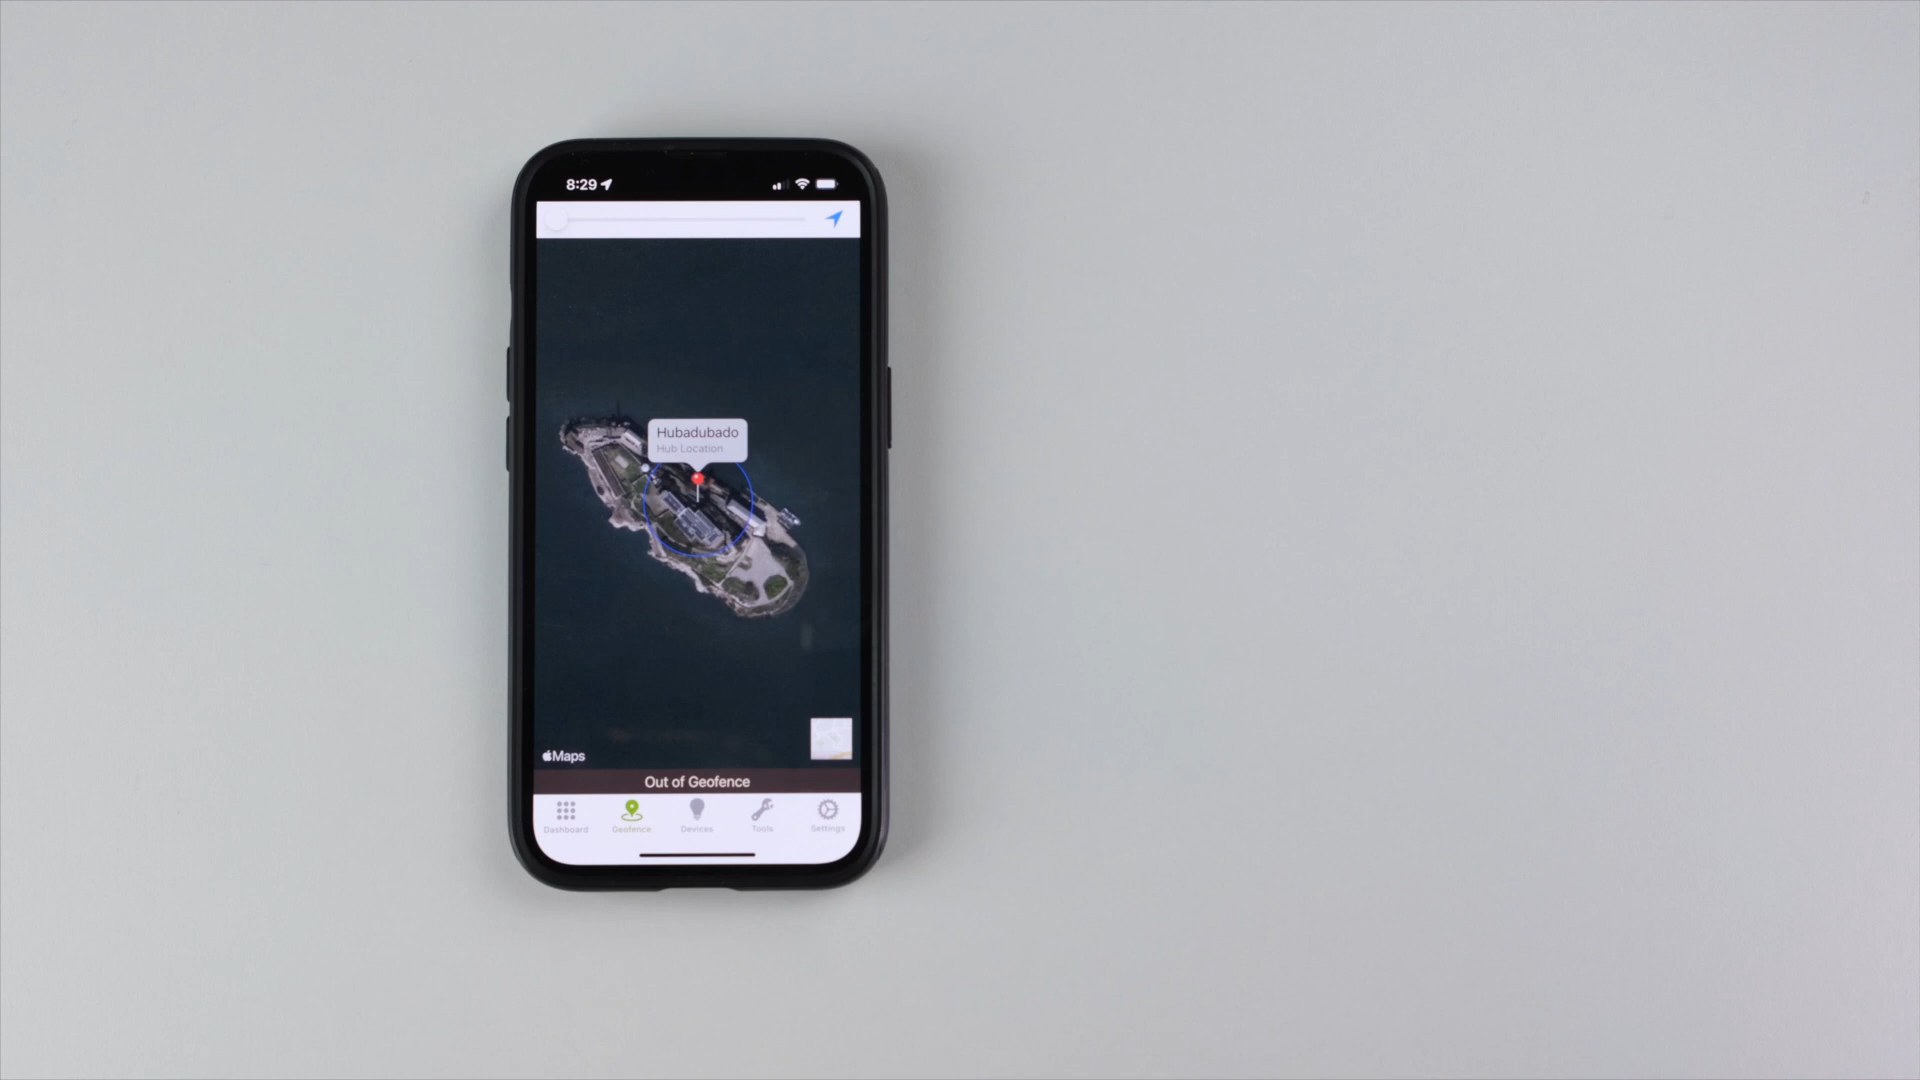 8:29
Hubadubado
Hub Location
Maps
Out of Geofence
Dashboard
Geofence
Devices
Tools
Settings